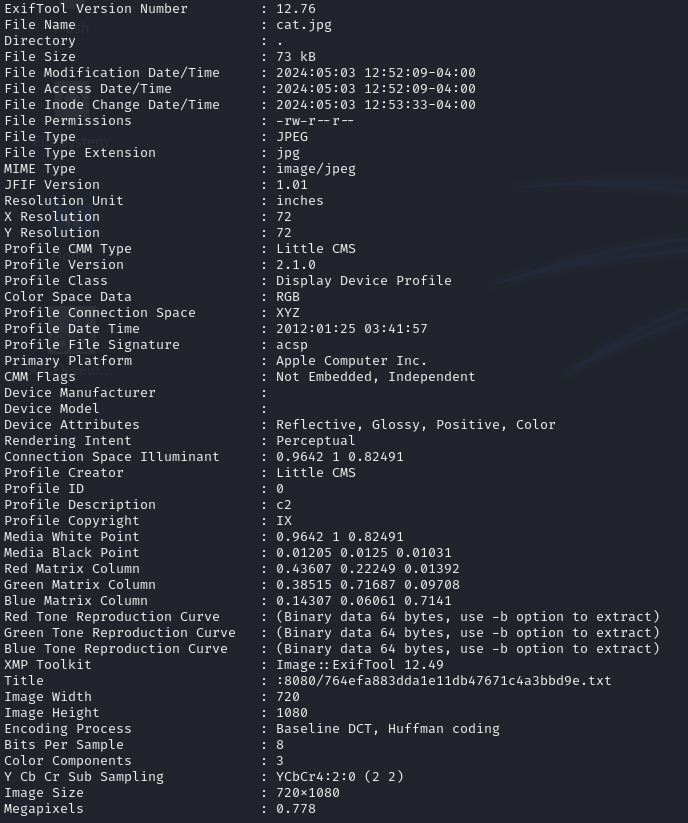 ExifTool Version Number : 12.76
File Name : cat.jpg
Directory : .
File Size : 73 kB
File Modification Date/Time : 2024:05:03 12:52:09-04:00
File Access Date/Time : 2024:05:03 12:52:09-04:00
File Inode Change Date/Time : 2024:05:03 12:53:33-04:00
File Permissions : -rw-r--r--
File Type : JPEG
File Type Extension : jpg
MIME Type : image/jpeg
JFIF Version : 1.01
Resolution Unit : inches
X Resolution : 72
Y Resolution : 72
Profile CMM Type : Little CMS
Profile Version : 2.1.0
Profile Class : Display Device Profile
Color Space Data : RGB
Profile Connection Space : XYZ
Profile Date Time : 2012:01:25 03:41:57
Profile File Signature : acsp
Primary Platform : Apple Computer Inc.
CMM Flags : Not Embedded, Independent
Device Manufacturer :
Device Model :
Device Attributes : Reflective, Glossy, Positive, Color
Rendering Intent : Perceptual
Connection Space Illuminant : 0.9642 1 0.82491
Profile Creator : Little CMS
Profile ID : 0
Profile Description : c2
Profile Copyright : IX
Media White Point : 0.9642 1 0.82491
Media Black Point : 0.01205 0.0125 0.01031
Red Matrix Column : 0.43607 0.22249 0.01392
Green Matrix Column : 0.38515 0.71687 0.09708
Blue Matrix Column : 0.14307 0.06061 0.7141
Red Tone Reproduction Curve : (Binary data 64 bytes, use -b option to extract)
Green Tone Reproduction Curve : (Binary data 64 bytes, use -b option to extract)
Blue Tone Reproduction Curve : (Binary data 64 bytes, use -b option to extract)
XMP Toolkit : Image::ExifTool 12.49
Title : :8080/764efa883dda1e11db47671c4a3bbd9e.txt
Image Width : 720
Image Height : 1080
Encoding Process : Baseline DCT, Huffman coding
Bits Per Sample : 8
Color Components : 3
Y Cb Cr Sub Sampling : YCbCr4:2:0 (2 2)
Image Size : 720×1080
Megapixels : 0.778